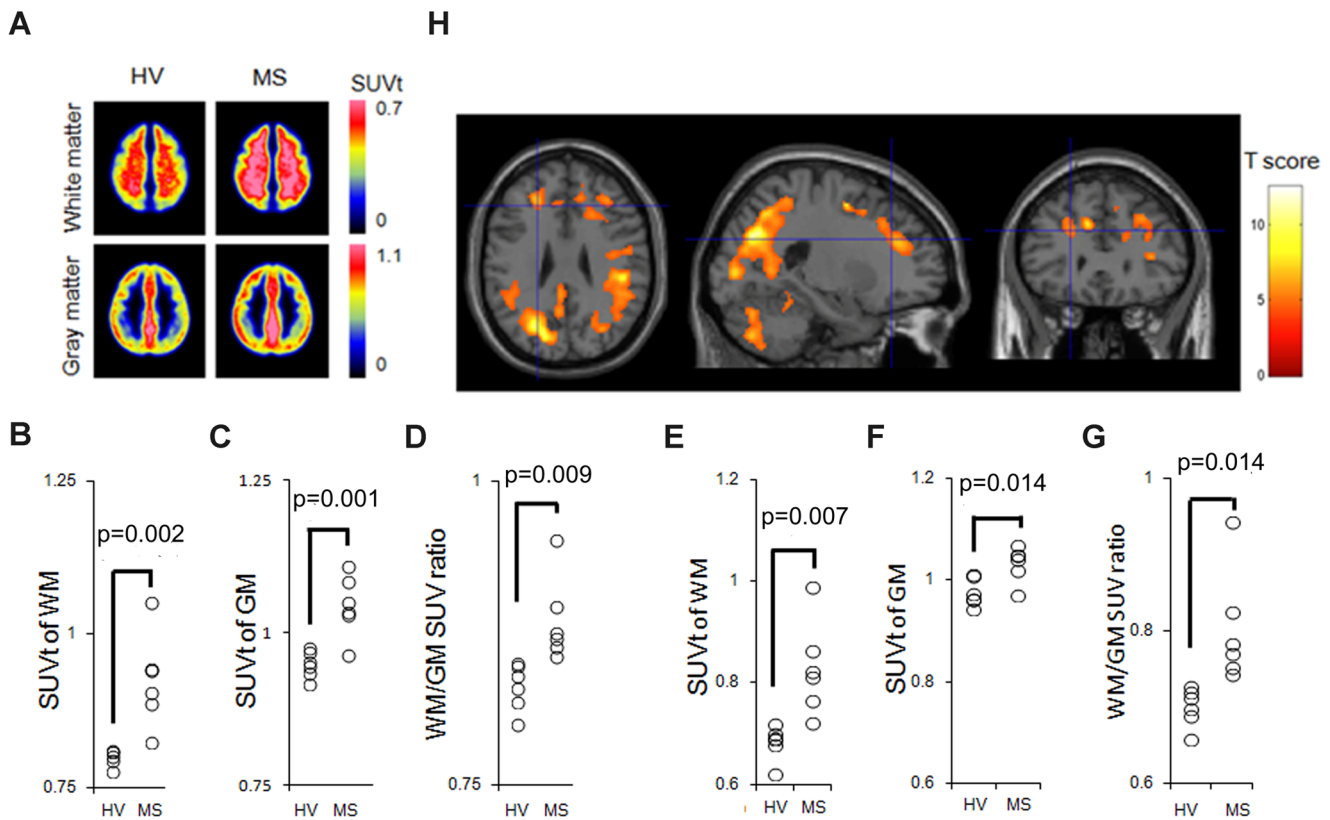 A
H
HV
MS
SUVt
White matter
0.7
0
Gray matter
1.1
0
T score
10
5
0
B
SUVt of WM
1.25
1
0.75
p=0.002
HV
MS
C
SUVt of GM
1.25
1
0.75
p=0.001
HV
MS
D
WM/GM SUV ratio
1
0.75
p=0.009
HV
MS
E
SUVt of WM
1.2
1
0.8
0.6
p=0.007
HV
MS
F
SUVt of GM
1.2
1
0.8
0.6
p=0.014
HV
MS
G
WM/GM SUV ratio
1
0.8
0.6
p=0.014
HV
MS